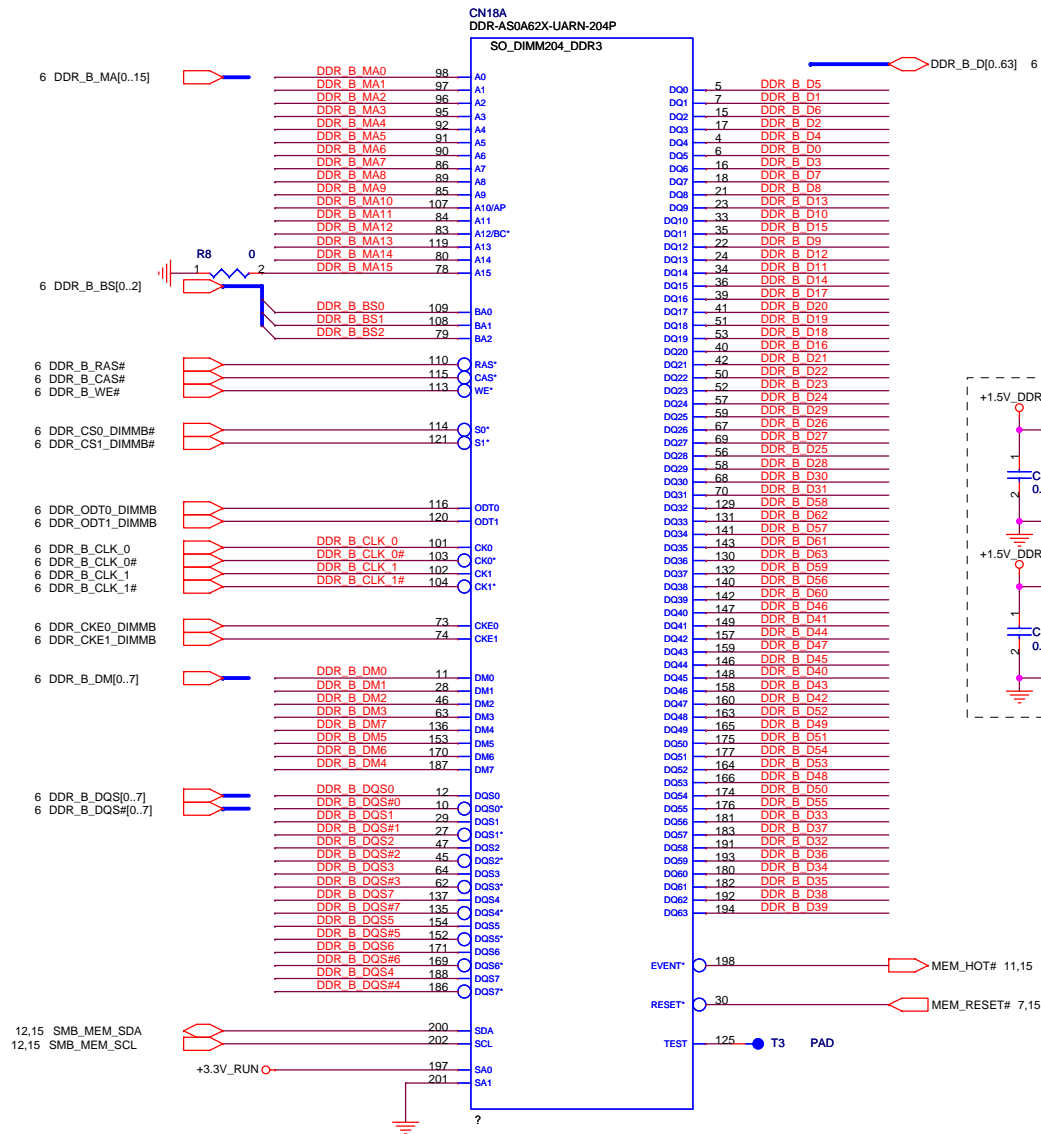 CN18A
DDR-AS0A62X-UARN-204P
SO_DIMM204_DDR3
6 DDR_B_MA[0..15]
DDR_B_MA0 98 A0
DDR_B_MA1 97 A1
DDR_B_MA2 96 A2
DDR_B_MA3 95 A3
DDR_B_MA4 92 A4
DDR_B_MA5 91 A5
DDR_B_MA6 90 A6
DDR_B_MA7 86 A7
DDR_B_MA8 89 A8
DDR_B_MA9 85 A9
DDR_B_MA10 107 A10/AP
DDR_B_MA11 84 A11
DDR_B_MA12 83 A12/BC*
DDR_B_MA13 119 A13
DDR_B_MA14 80 A14
R8 0
1 2 DDR_B_MA15 78 A15
6 DDR_B_BS[0..2]
DDR_B_BS0 109 BA0
DDR_B_BS1 108 BA1
DDR_B_BS2 79 BA2
6 DDR_B_RAS# 110 RAS*
6 DDR_B_CAS# 115 CAS*
6 DDR_B_WE# 113 WE*
6 DDR_CS0_DIMMB# 114 S0*
6 DDR_CS1_DIMMB# 121 S1*
6 DDR_ODT0_DIMMB 116 ODT0
6 DDR_ODT1_DIMMB 120 ODT1
6 DDR_B_CLK_0 DDR_B_CLK_0 101 CK0
6 DDR_B_CLK_0# DDR_B_CLK_0# 103 CK0*
6 DDR_B_CLK_1 DDR_B_CLK_1 102 CK1
6 DDR_B_CLK_1# DDR_B_CLK_1# 104 CK1*
6 DDR_CKE0_DIMMB 73 CKE0
6 DDR_CKE1_DIMMB 74 CKE1
6 DDR_B_DM[0..7]
DDR_B_DM0 11 DM0
DDR_B_DM1 28 DM1
DDR_B_DM2 46 DM2
DDR_B_DM3 63 DM3
DDR_B_DM7 136 DM4
DDR_B_DM5 153 DM5
DDR_B_DM6 170 DM6
DDR_B_DM4 187 DM7
6 DDR_B_DQS[0..7]
6 DDR_B_DQS#[0..7]
DDR_B_DQS0 12 DQS0
DDR_B_DQS#0 10 DQS0*
DDR_B_DQS1 29 DQS1
DDR_B_DQS#1 27 DQS1*
DDR_B_DQS2 47 DQS2
DDR_B_DQS#2 45 DQS2*
DDR_B_DQS3 64 DQS3
DDR_B_DQS#3 62 DQS3*
DDR_B_DQS7 137 DQS4
DDR_B_DQS#7 135 DQS4*
DDR_B_DQS5 154 DQS5
DDR_B_DQS#5 152 DQS5*
DDR_B_DQS6 171 DQS6
DDR_B_DQS#6 169 DQS6*
DDR_B_DQS4 188 DQS7
DDR_B_DQS#4 186 DQS7*
12,15 SMB_MEM_SDA 200 SDA
12,15 SMB_MEM_SCL 202 SCL
+3.3V_RUN 197 SA0
201 SA1
?
DDR_B_D[0..63] 6
DQ0 5 DDR_B_D5
DQ1 7 DDR_B_D1
DQ2 15 DDR_B_D6
DQ3 17 DDR_B_D2
DQ4 4 DDR_B_D4
DQ5 6 DDR_B_D0
DQ6 16 DDR_B_D3
DQ7 18 DDR_B_D7
DQ8 21 DDR_B_D8
DQ9 23 DDR_B_D13
DQ10 33 DDR_B_D10
DQ11 35 DDR_B_D15
DQ12 22 DDR_B_D9
DQ13 24 DDR_B_D12
DQ14 34 DDR_B_D11
DQ15 36 DDR_B_D14
DQ16 39 DDR_B_D17
DQ17 41 DDR_B_D20
DQ18 51 DDR_B_D19
DQ19 53 DDR_B_D18
DQ20 40 DDR_B_D16
DQ21 42 DDR_B_D21
DQ22 50 DDR_B_D22
DQ23 52 DDR_B_D23
DQ24 57 DDR_B_D24
DQ25 59 DDR_B_D29
DQ26 67 DDR_B_D26
DQ27 69 DDR_B_D27
DQ28 56 DDR_B_D25
DQ29 58 DDR_B_D28
DQ30 68 DDR_B_D30
DQ31 70 DDR_B_D31
DQ32 129 DDR_B_D58
DQ33 131 DDR_B_D62
DQ34 141 DDR_B_D57
DQ35 143 DDR_B_D61
DQ36 130 DDR_B_D63
DQ37 132 DDR_B_D59
DQ38 140 DDR_B_D56
DQ39 142 DDR_B_D60
DQ40 147 DDR_B_D46
DQ41 149 DDR_B_D41
DQ42 157 DDR_B_D44
DQ43 159 DDR_B_D47
DQ44 146 DDR_B_D45
DQ45 148 DDR_B_D40
DQ46 158 DDR_B_D43
DQ47 160 DDR_B_D42
DQ48 163 DDR_B_D52
DQ49 165 DDR_B_D49
DQ50 175 DDR_B_D51
DQ51 177 DDR_B_D54
DQ52 164 DDR_B_D53
DQ53 166 DDR_B_D48
DQ54 174 DDR_B_D50
DQ55 176 DDR_B_D55
DQ56 181 DDR_B_D33
DQ57 183 DDR_B_D37
DQ58 191 DDR_B_D32
DQ59 193 DDR_B_D36
DQ60 180 DDR_B_D34
DQ61 182 DDR_B_D35
DQ62 192 DDR_B_D38
DQ63 194 DDR_B_D39
EVENT* 198 MEM_HOT# 11,15
RESET* 30 MEM_RESET# 7,15
TEST 125 T3 PAD
+1.5V_DDR
1
C
0.
2
+1.5V_DDR
1
C
0.
2